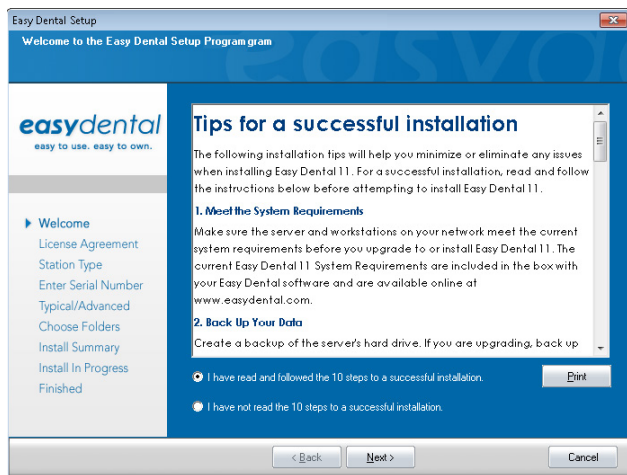 Easy Dental Setup
Welcome to the Easy Dental Setup Programgram
easydental
easydental
easy to use. easy to own.
Welcome
License Agreement
Station Type
Enter Serial Number
Typical/Advanced
Choose Folders
Install Summary
Install In Progress
Finished
Tips for a successful installation
The following installation tips will help you minimize or eliminate any issues
when installing Easy Dental 11. For a successful installation, read and follow
the instructions below before attempting to install Easy Dental 11.
1. Meet the System Requirements
Make sure the server and workstations on your network meet the current
system requirements before you upgrade to or install Easy Dental 11. The
current Easy Dental 11 System Requirements are included in the box with
your Easy Dental software and are available online at
www.easydental.com.
2. Back Up Your Data
Create a backup of the server's hard drive. If you are upgrading, back up
I have read and followed the 10 steps to a successful installation.
Print
I have not read the 10 steps to a successful installation.
< Back
Next >
Cancel